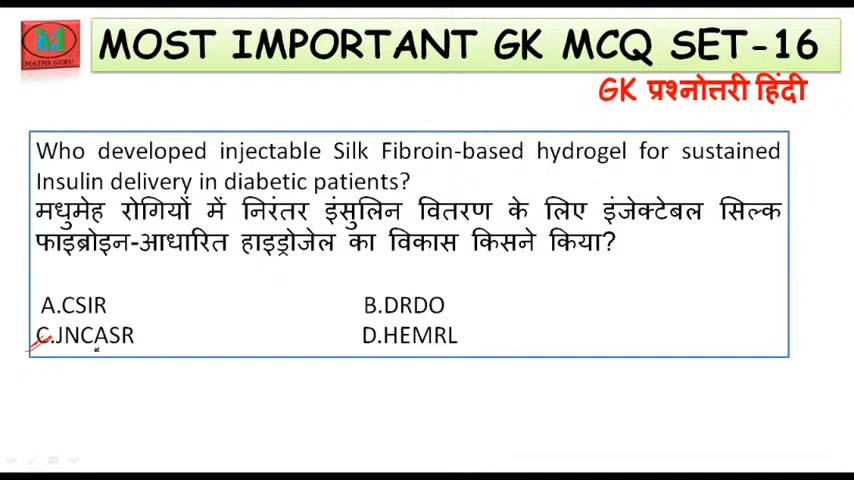 MATHS GURU
MOST IMPORTANT GK MCQ SET-16
GK प्रश्नोत्तरी हिंदी
Who developed injectable Silk Fibroin-based hydrogel for sustained
Insulin delivery in diabetic patients?
मधुमेह रोगियों में निरंतर इंसुलिन वितरण के लिए इंजेक्टेबल सिल्क
फाइब्रोइन-आधारित हाइड्रोजेल का विकास किसने किया?
A.CSIR B.DRDO
C.JNCASR D.HEMRL